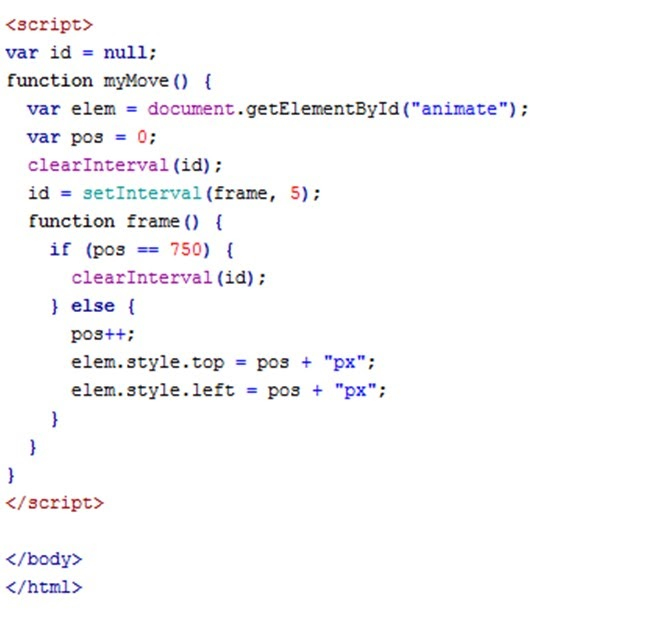 <script>
var id = null;
function myMove() {
  var elem = document.getElementById("animate");
  var pos = 0;
  clearInterval(id);
  id = setInterval(frame, 5);
  function frame() {
    if (pos == 750) {
      clearInterval(id);
    } else {
      pos++;
      elem.style.top = pos + "px";
      elem.style.left = pos + "px";
    }
  }
}
</script>

</body>
</html>